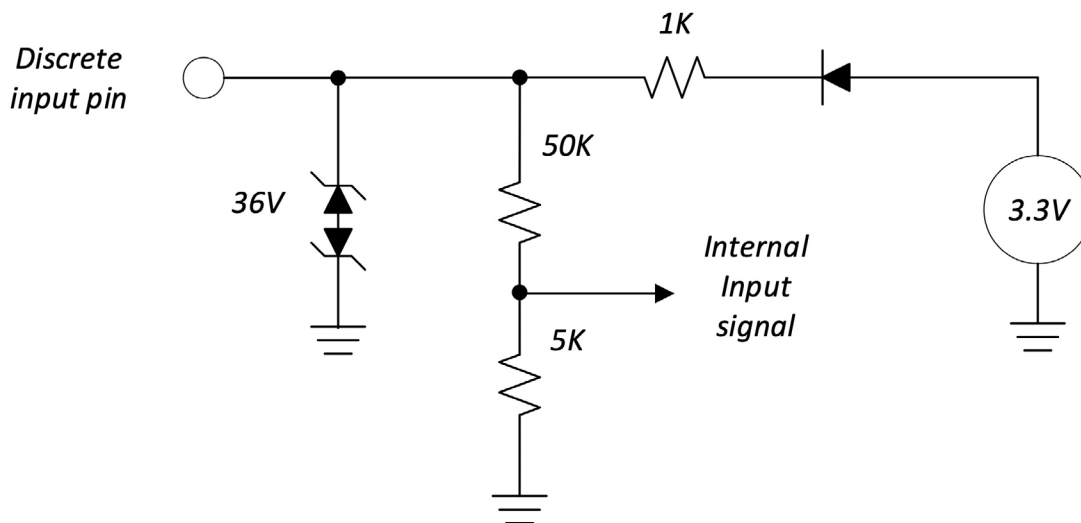 Discrete
input pin
1K
50K
36V
3.3V
Internal
Input
signal
5K